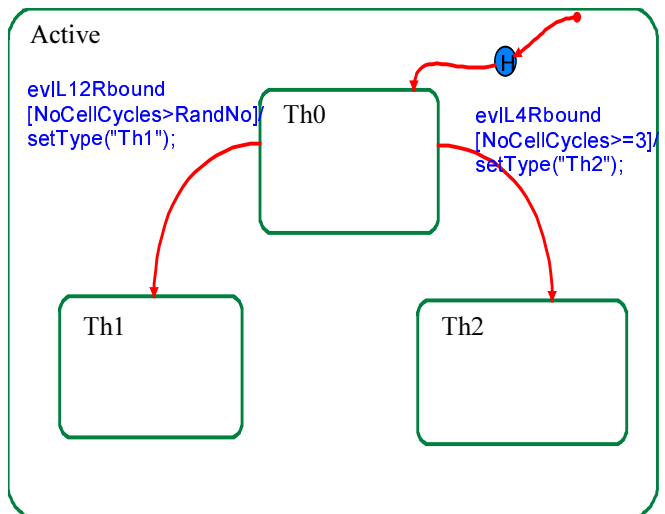 Active
H
evIL12Rbound
[NoCellCycles>RandNo]/
setType("Th1");
Th0
evIL4Rbound
[NoCellCycles>=3]/
setType("Th2");
Th1
Th2